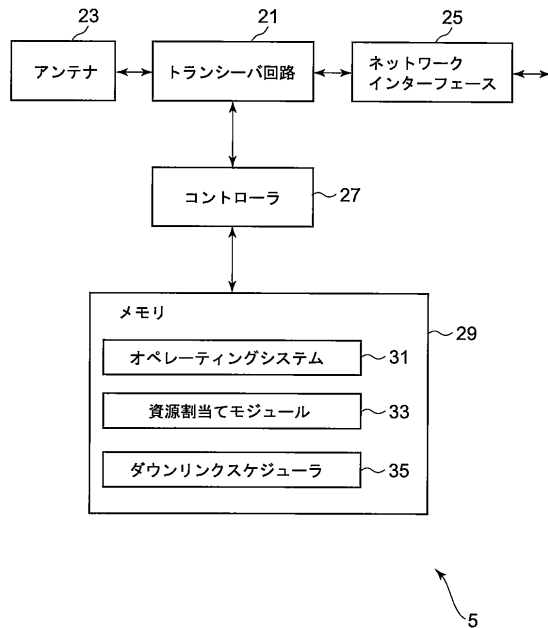 23
21
25
アンテナ
トランシーバ回路
ネットワーク
インターフェース
コントローラ
27
メモリ
29
オペレーティングシステム
31
資源割当てモジュール
33
ダウンリンクスケジューラ
35
5